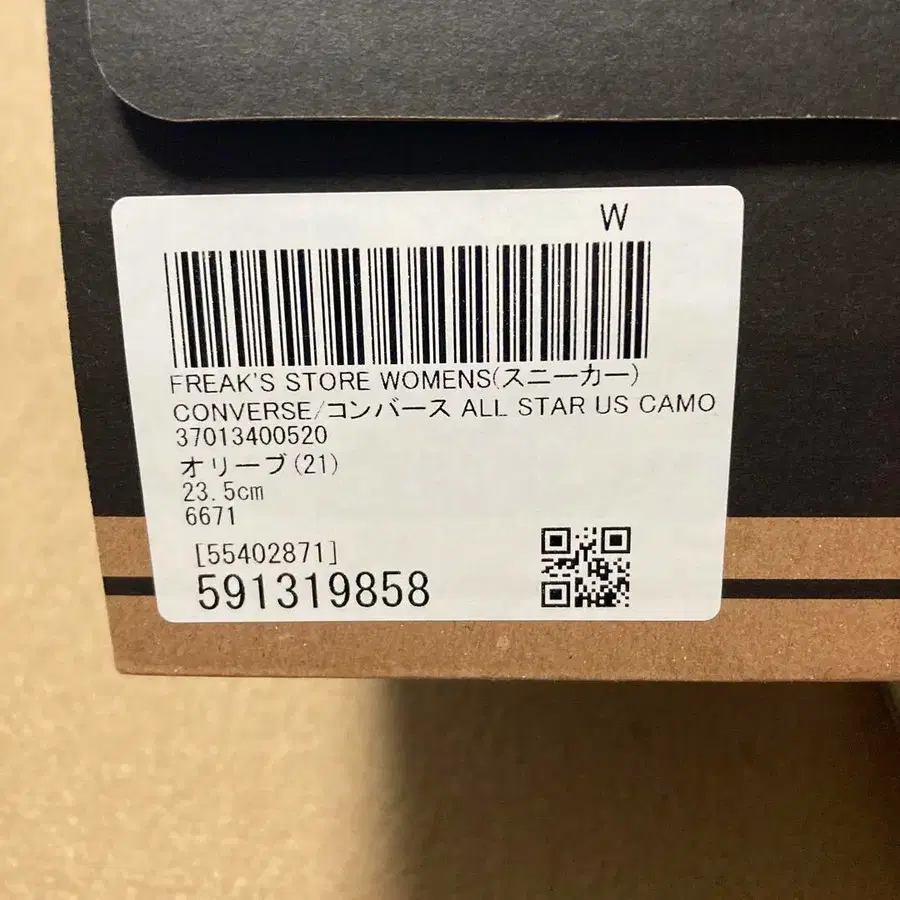 W
FREAK'S STORE WOMENS(スニーカー)
CONVERSE/コンバース ALL STAR US CAMO
37013400520
オリーブ(21)
23.5cm
6671
[55402871]
591319858